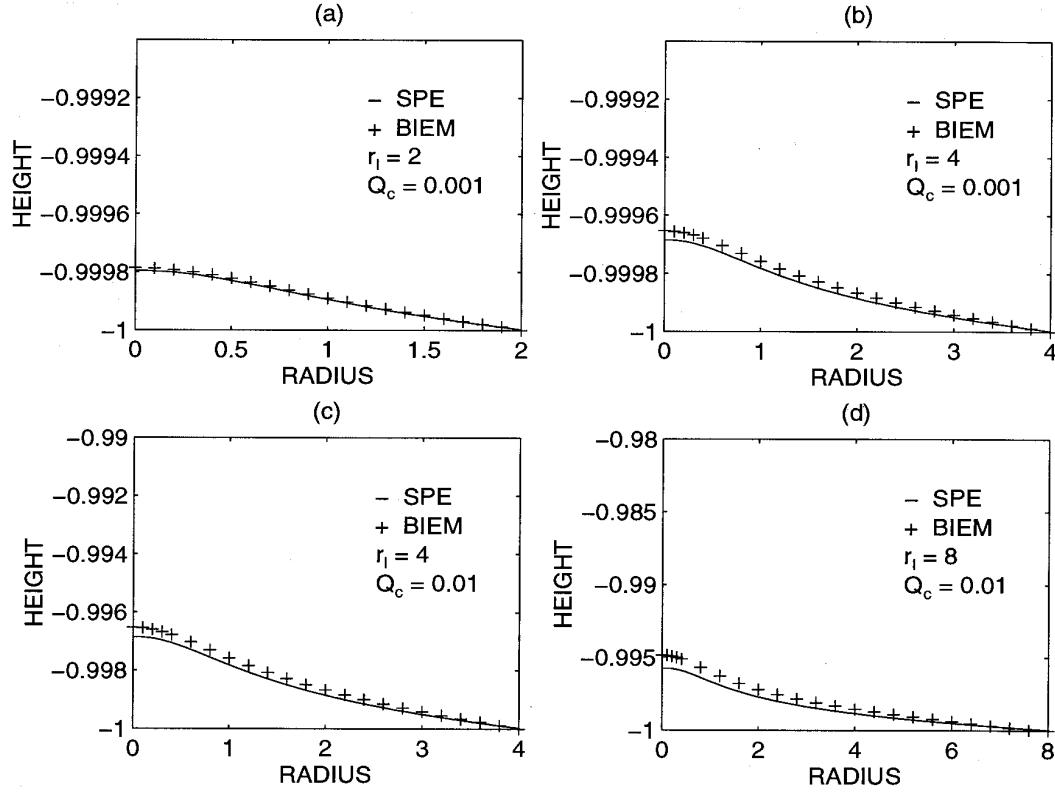 (a)
−0.9992
−0.9994
−0.9996
−0.9998
−1
HEIGHT
− SPE
+ BIEM
r_l = 2
Q_c = 0.001
0 0.5 1 1.5 2
RADIUS
(b)
−0.9992
−0.9994
−0.9996
−0.9998
−1
HEIGHT
− SPE
+ BIEM
r_l = 4
Q_c = 0.001
0 1 2 3 4
RADIUS
(c)
−0.99
−0.992
−0.994
−0.996
−0.998
−1
HEIGHT
− SPE
+ BIEM
r_l = 4
Q_c = 0.01
0 1 2 3 4
RADIUS
(d)
−0.98
−0.985
−0.99
−0.995
−1
HEIGHT
− SPE
+ BIEM
r_l = 8
Q_c = 0.01
0 2 4 6 8
RADIUS